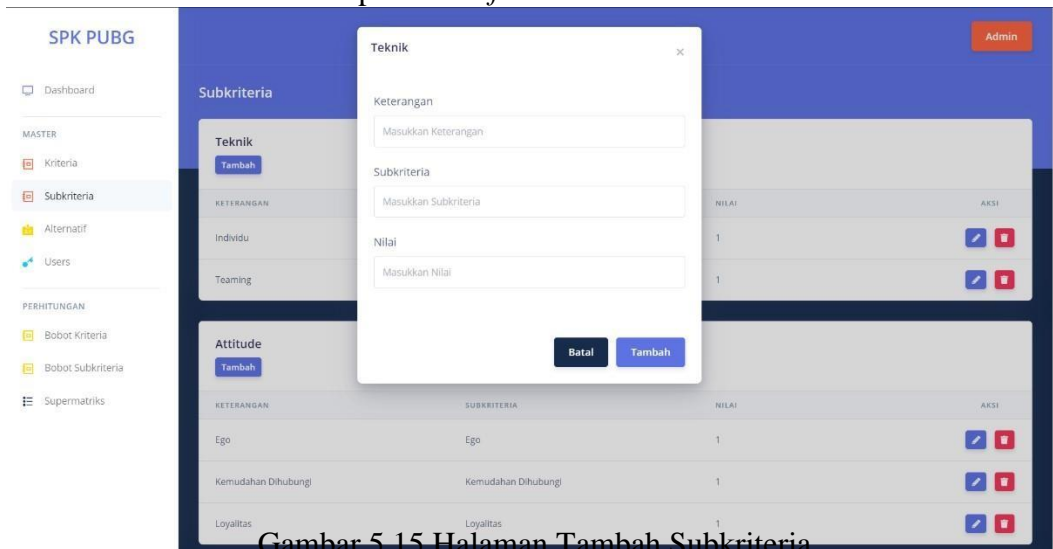 SPK PUBG
Dashboard
MASTER
Kriteria
Subkriteria
Alternatif
Users
PERHITUNGAN
Bobot Kriteria
Bobot Subkriteria
Supermatriks
Admin
Subkriteria
Teknik
Tambah
KETERANGAN NILAI AKSI
Individu 1
Teaming 1
Attitude
Tambah
KETERANGAN SUBKRITERIA NILAI AKSI
Ego Ego 1
Kemudahan Dihubungi Kemudahan Dihubungi 1
Loyalitas Loyalitas 1
Teknik ×
Keterangan
Masukkan Keterangan
Subkriteria
Masukkan Subkriteria
Nilai
Masukkan Nilai
Batal Tambah
Gambar 5.15 Halaman Tambah Subkriteria